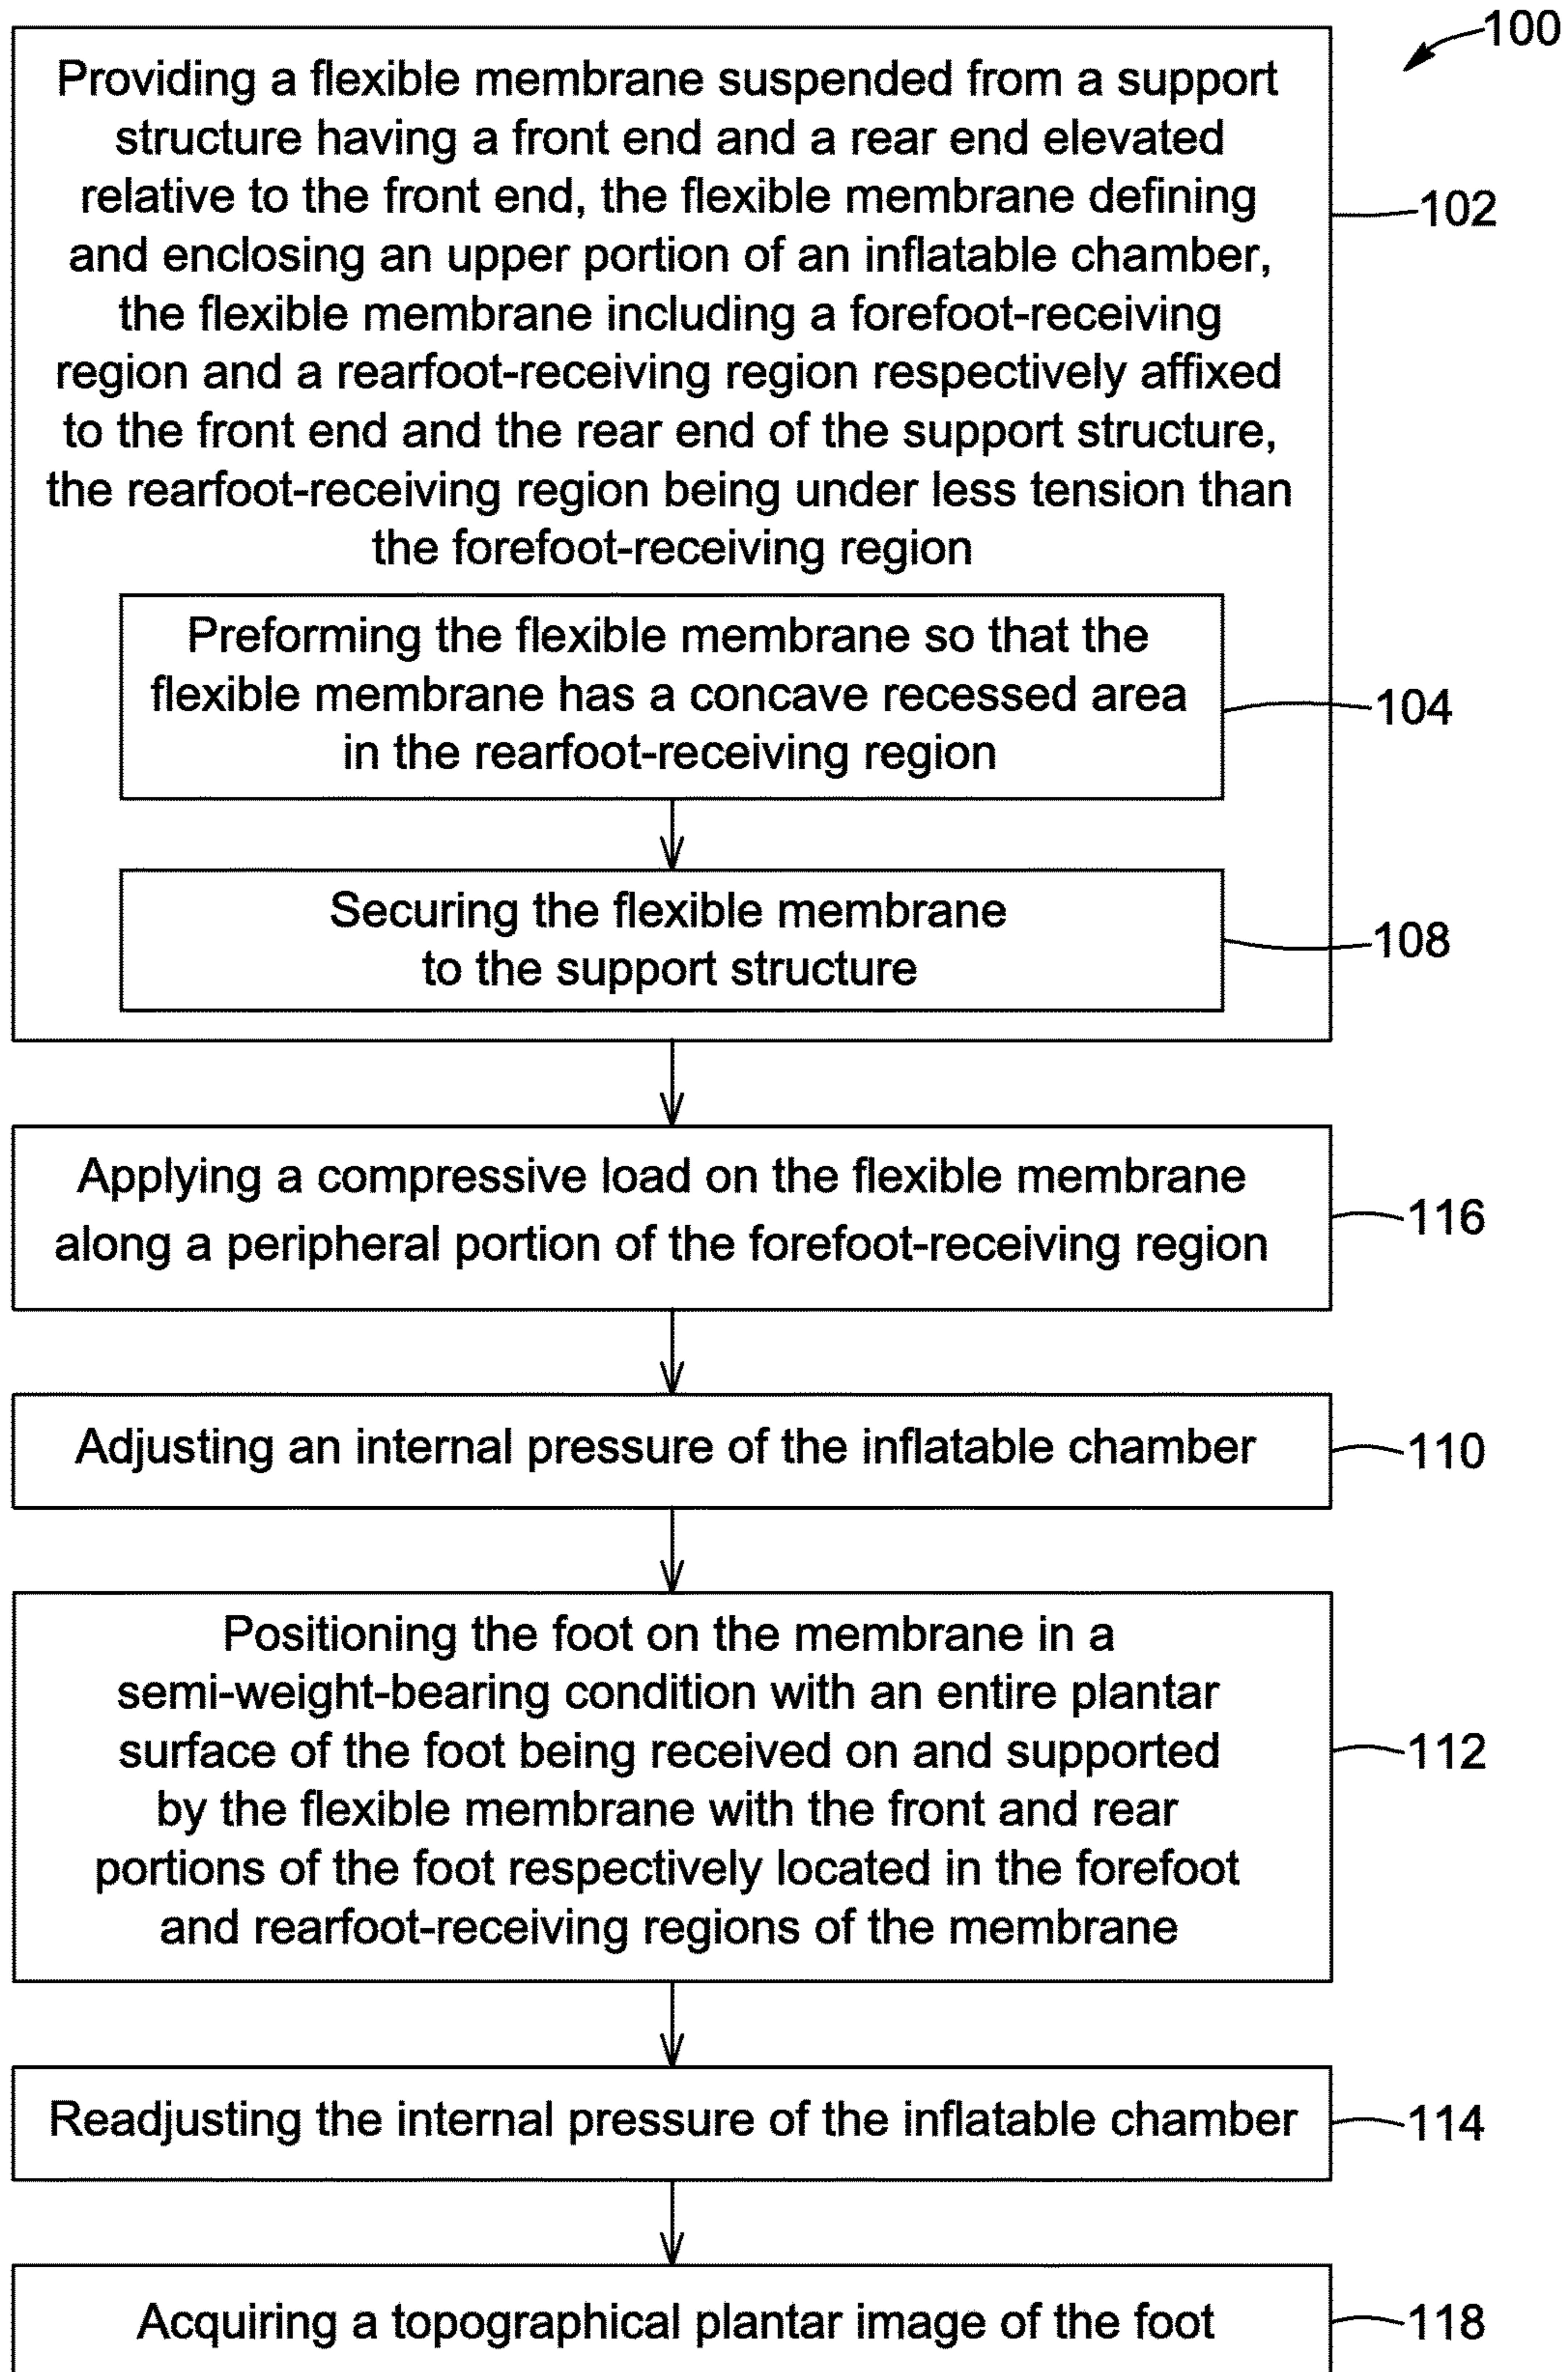 100
Providing a flexible membrane suspended from a support
structure having a front end and a rear end elevated
relative to the front end, the flexible membrane defining
and enclosing an upper portion of an inflatable chamber,
the flexible membrane including a forefoot-receiving
region and a rearfoot-receiving region respectively affixed
to the front end and the rear end of the support structure,
the rearfoot-receiving region being under less tension than
the forefoot-receiving region
102
Preforming the flexible membrane so that the
flexible membrane has a concave recessed area
in the rearfoot-receiving region
104
Securing the flexible membrane
to the support structure
108
Applying a compressive load on the flexible membrane
along a peripheral portion of the forefoot-receiving region
116
Adjusting an internal pressure of the inflatable chamber
110
Positioning the foot on the membrane in a
semi-weight-bearing condition with an entire plantar
surface of the foot being received on and supported
by the flexible membrane with the front and rear
portions of the foot respectively located in the forefoot
and rearfoot-receiving regions of the membrane
112
Readjusting the internal pressure of the inflatable chamber
114
Acquiring a topographical plantar image of the foot
118